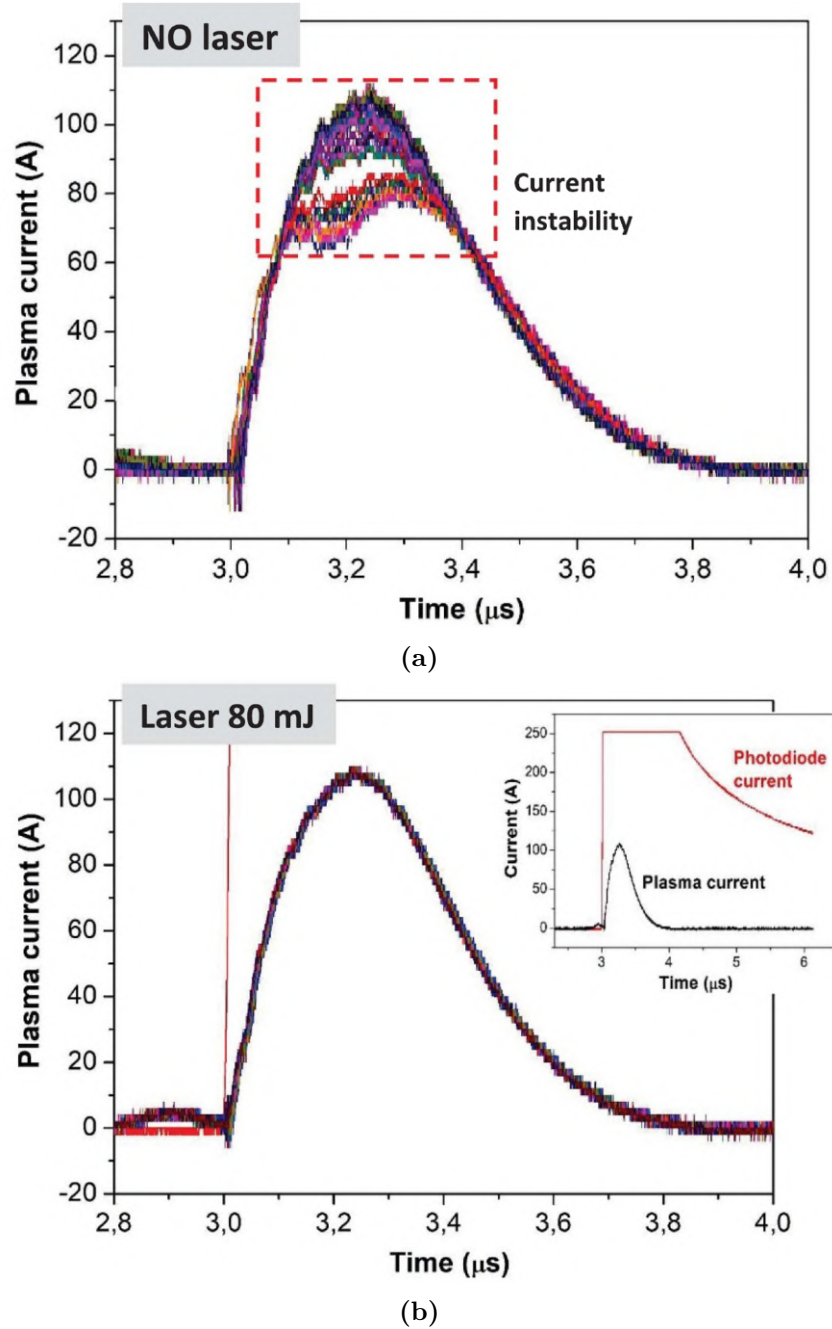 NO laser
120
100
80
60
40
20
0
-20
Plasma current (A)
Current
instability
2,8 3,0 3,2 3,4 3,6 3,8 4,0
Time (μs)
(a)
Laser 80 mJ
120
100
80
60
40
20
0
-20
Plasma current (A)
250
200
150
100
50
0
Current (A)
Photodiode
current
Plasma current
3 4 5 6
Time (μs)
2,8 3,0 3,2 3,4 3,6 3,8 4,0
Time (μs)
(b)